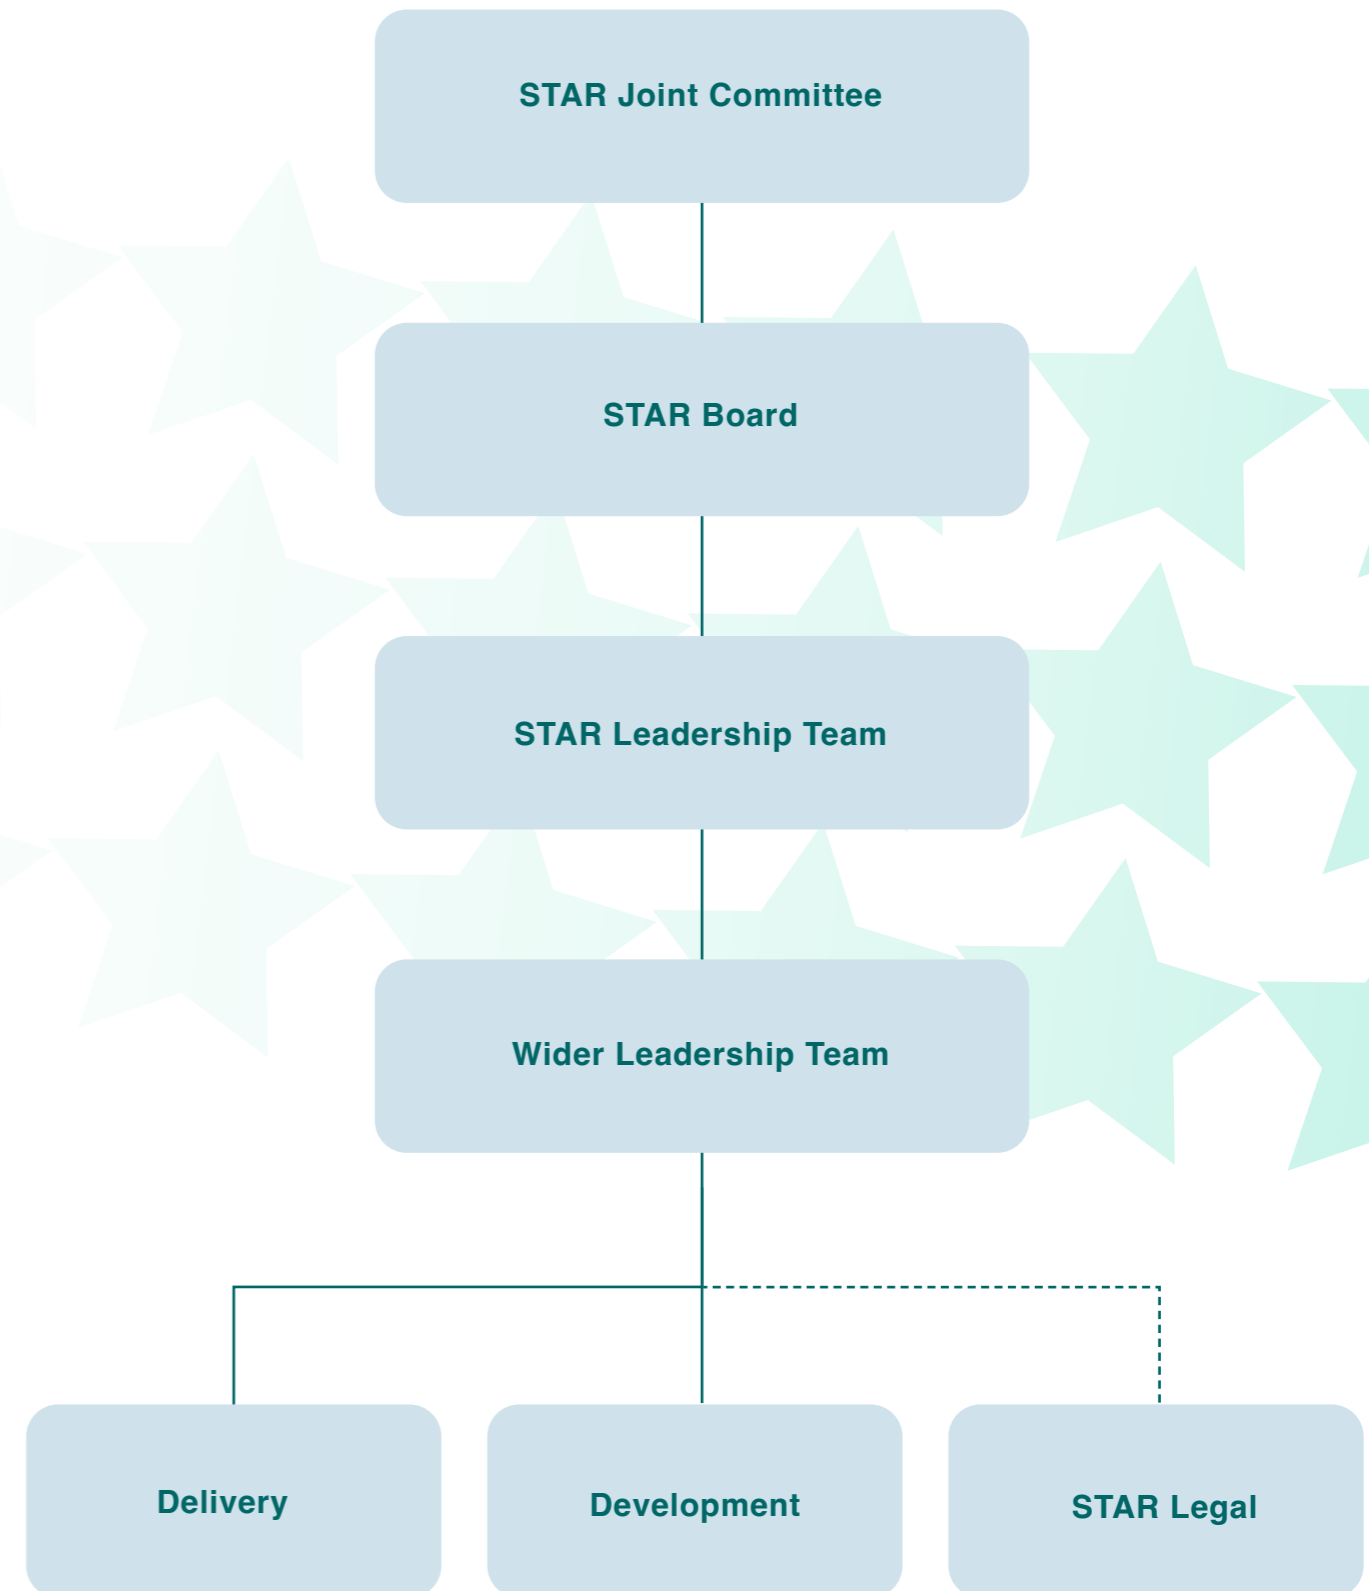 STAR Joint Committee
STAR Board
STAR Leadership Team
Wider Leadership Team
Delivery
Development
STAR Legal